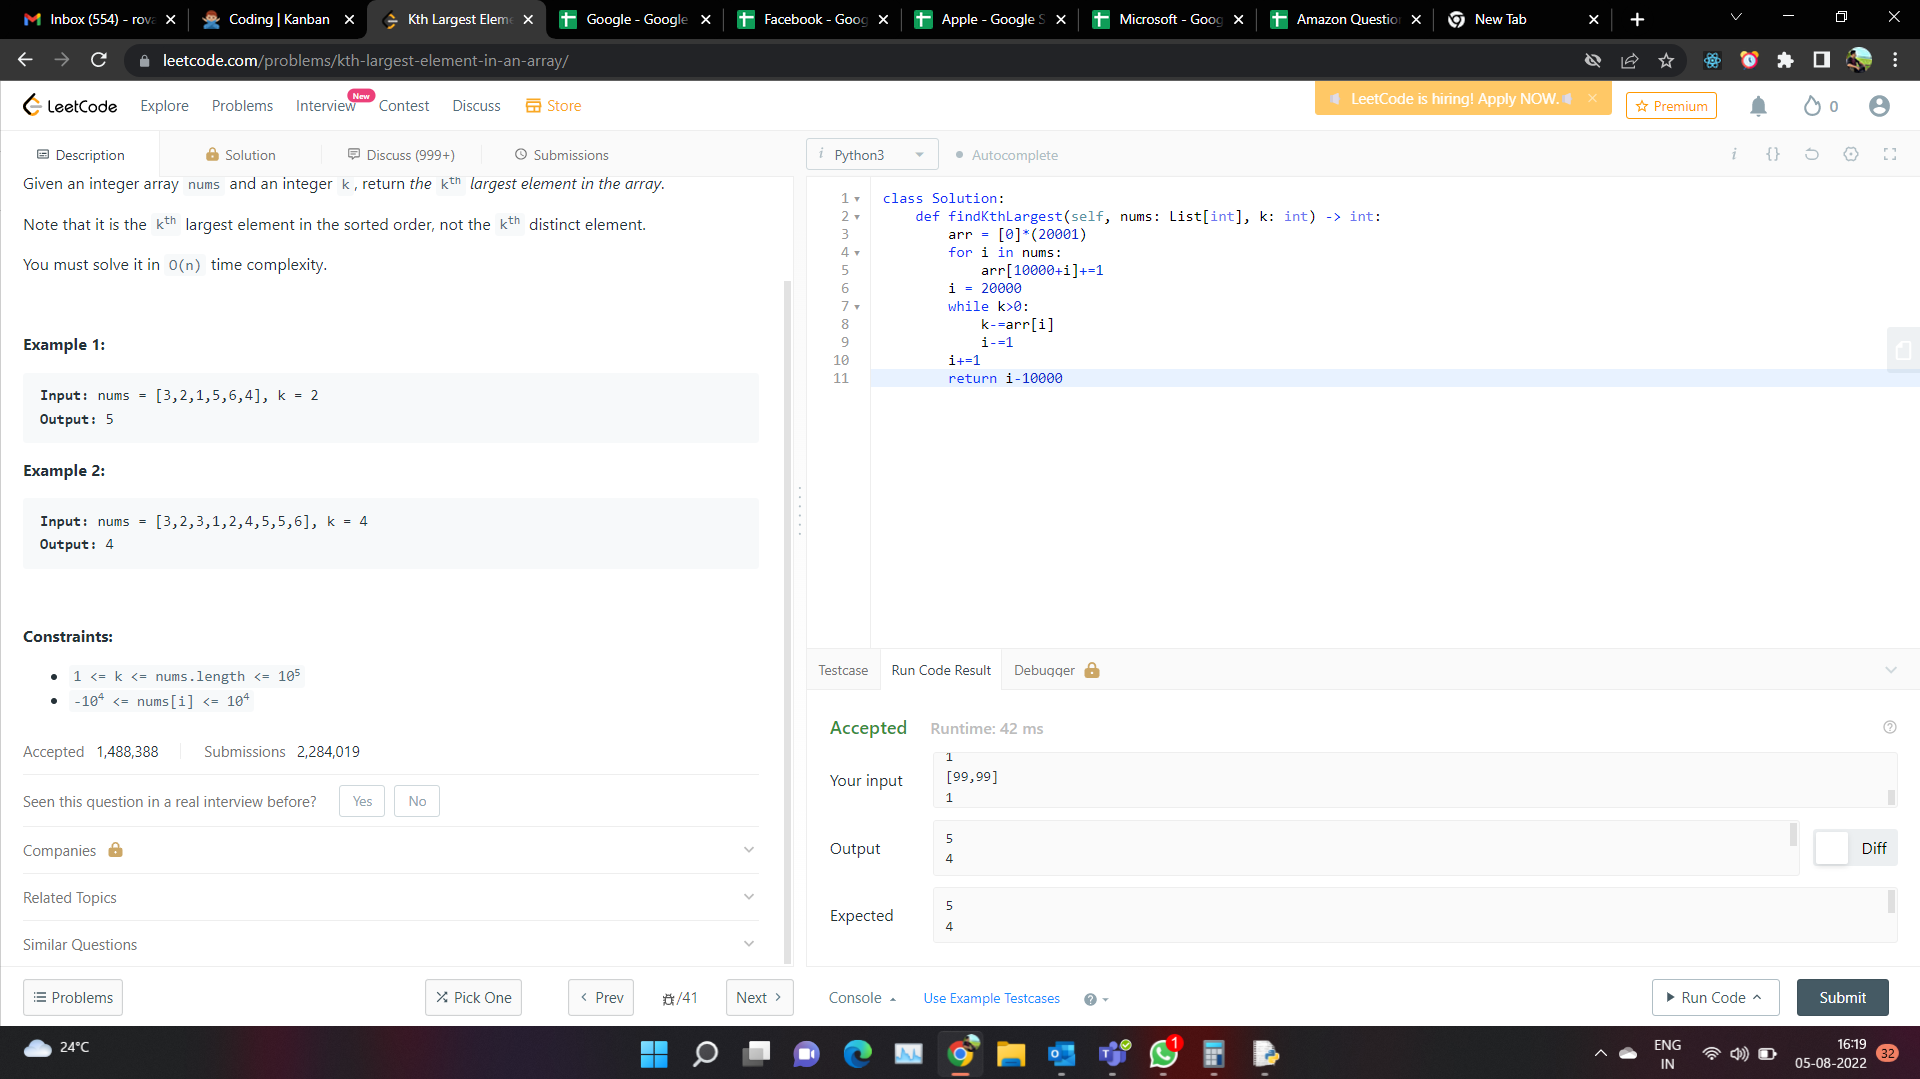 Inbox (554) - rova
Coding | Kanban
Kth Largest Elem
Google - Google
Facebook - Goog
Apple - Google S
Microsoft - Goog
Amazon Questio
New Tab
leetcode.com/problems/kth-largest-element-in-an-array/
LeetCode
Explore
Problems
Interview
New
Contest
Discuss
Store
LeetCode is hiring! Apply NOW.
Premium
0
Description
Solution
Discuss (999+)
Submissions
i Python3
Autocomplete
i
{}
Given an integer array nums and an integer k, return the kth largest element in the array.
Note that it is the kth largest element in the sorted order, not the kth distinct element.
You must solve it in O(n) time complexity.
Example 1:
Input: nums = [3,2,1,5,6,4], k = 2
Output: 5
Example 2:
Input: nums = [3,2,3,1,2,4,5,5,6], k = 4
Output: 4
Constraints:
1 <= k <= nums.length <= 10^5
-10^4 <= nums[i] <= 10^4
Accepted 1,488,388
Submissions 2,284,019
Seen this question in a real interview before?
Yes
No
Companies
Related Topics
Similar Questions
Problems
Pick One
Prev
/41
Next
1 class Solution:
2 def findKthLargest(self, nums: List[int], k: int) -> int:
3 arr = [0]*(20001)
4 for i in nums:
5 arr[10000+i]+=1
6 i = 20000
7 while k>0:
8 k-=arr[i]
9 i-=1
10 i+=1
11 return i-10000
Testcase
Run Code Result
Debugger
Accepted
Runtime: 42 ms
Your input
1
[99,99]
1
Output
5
4
Diff
Expected
5
4
Console
Use Example Testcases
Run Code
Submit
24°C
1
ENG
IN
16:19
05-08-2022
32